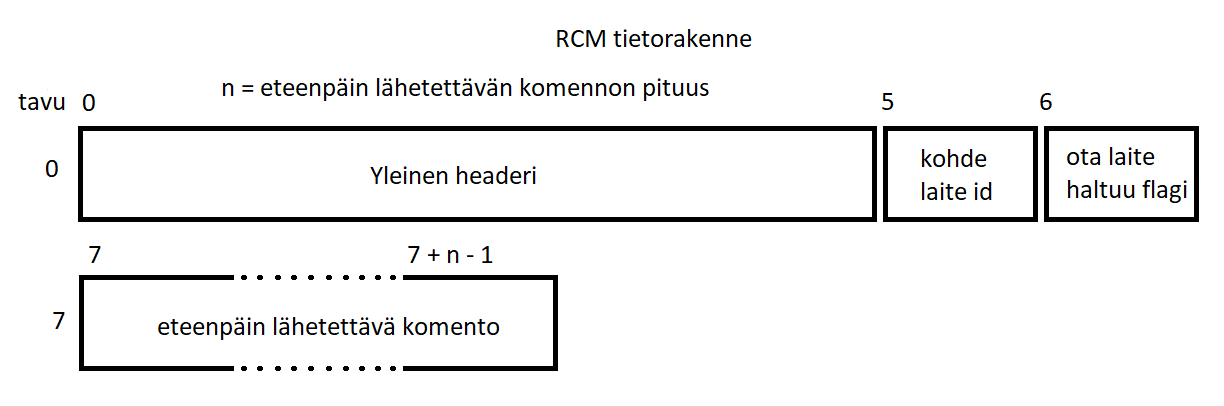 RCM tietorakenne
n = eteenpäin lähetettävän komennon pituus
tavu 0 5 6
0 Yleinen headeri kohde laite id ota laite haltuu flagi
7 7 + n - 1
7 eteenpäin lähetettävä komento